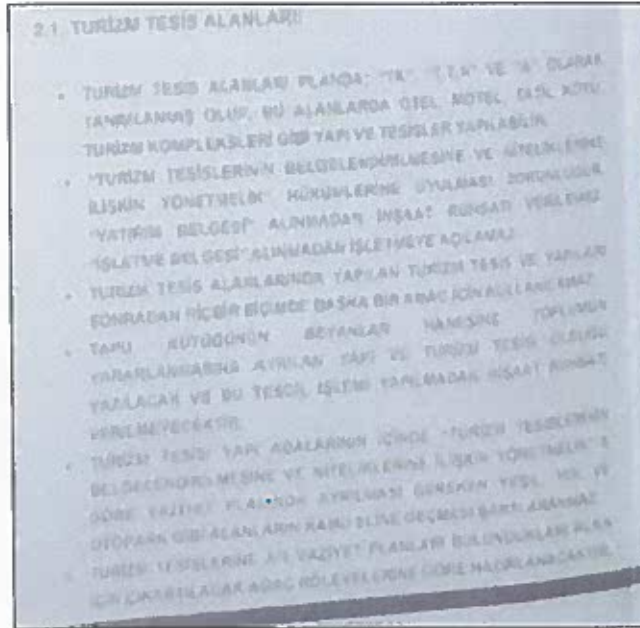 2.1. TURİZM TESİS ALANLARI:
• TURİZM TESİS ALANLARI PLANDA; "TA", "T.T.A" VE "A" OLARAK
TANIMLANMIŞ OLUP, BU ALANLARDA OTEL, MOTEL, TATİL KÖYÜ,
TURİZM KOMPLEKSLERİ GİBİ YAPI VE TESİSLER YAPILABİLİR.
• "TURİZM TESİSLERİNİN BELGELENDİRİLMESİNE VE NİTELİKLERİNE
İLİŞKİN YÖNETMELİK" HÜKÜMLERİNE UYULMASI ZORUNLUDUR.
"YATIRIM BELGESİ" ALINMADAN İNŞAAT RUHSATI VERİLEMEZ.
"İŞLETME BELGESİ" ALINMADAN İŞLETMEYE AÇILAMAZ.
• TURİZM TESİS ALANLARINDA YAPILAN TURİZM TESİS VE YAPILARI
SONRADAN HİÇBİR BİÇİMDE BAŞKA BİR AMAÇ İÇİN KULLANILAMAZ.
• TAPU KÜTÜĞÜNÜN BEYANLAR HANESİNE TOPLUMUN
YARARLANMASINA AYRILAN YAPI VE TURİZM TESİS OLDUĞU
YAZILACAK VE BU TESCİL İŞLEMİ YAPILMADAN İNŞAAT RUHSATI
VERİLMEYECEKTİR.
• TURİZM TESİSİ YAPI ADALARININ İÇİNDE "TURİZM TESİSLERİNİN
BELGELENDİRİLMESİNE VE NİTELİKLERİNE İLİŞKİN YÖNETMELİK" E
GÖRE VAZİYET PLANINDA AYRILMASI GEREKEN YEŞİL, YOL VE
OTOPARK GİBİ ALANLARIN KAMU ELİNE GEÇMESİ ŞARTI ARANMAZ.
• TURİZM TESİSLERİNE AİT VAZİYET PLANLARI BULUNDUKLARI ALAN
İÇİN ÇIKARTILACAK AĞAÇ RÖLEVELERİNE GÖRE HAZIRLANACAKTIR.